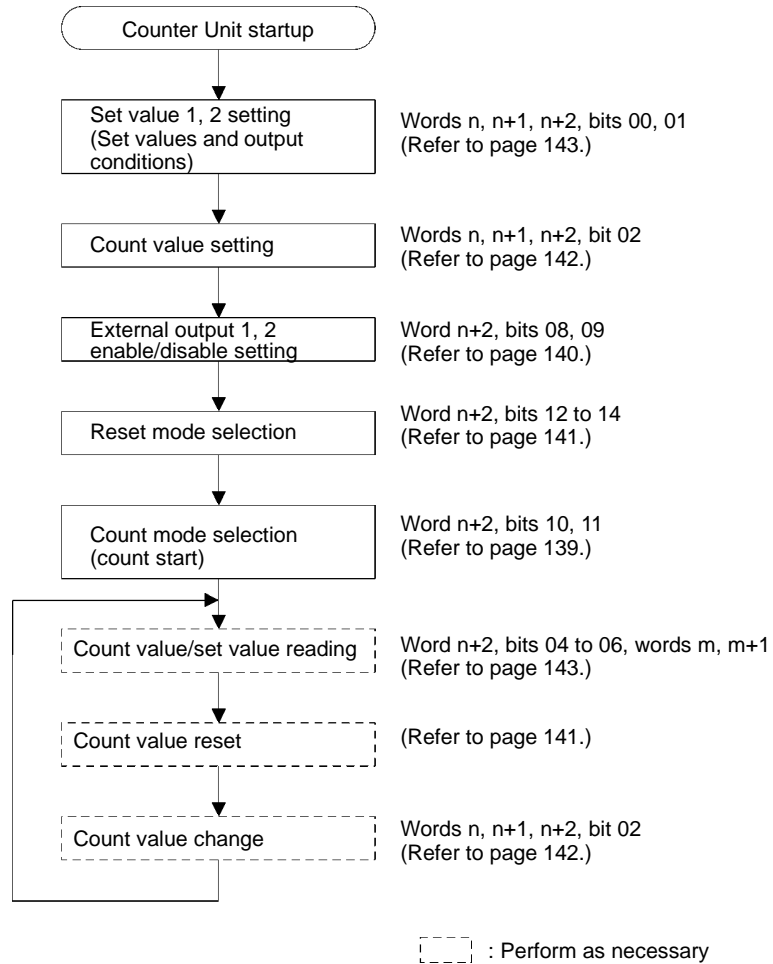 Counter Unit startup
Set value 1, 2 setting
(Set values and output
conditions)
Words n, n+1, n+2, bits 00, 01
(Refer to page 143.)
Count value setting
Words n, n+1, n+2, bit 02
(Refer to page 142.)
External output 1, 2
enable/disable setting
Word n+2, bits 08, 09
(Refer to page 140.)
Reset mode selection
Word n+2, bits 12 to 14
(Refer to page 141.)
Count mode selection
(count start)
Word n+2, bits 10, 11
(Refer to page 139.)
Count value/set value reading
Word n+2, bits 04 to 06, words m, m+1
(Refer to page 143.)
Count value reset
(Refer to page 141.)
Count value change
Words n, n+1, n+2, bit 02
(Refer to page 142.)
: Perform as necessary